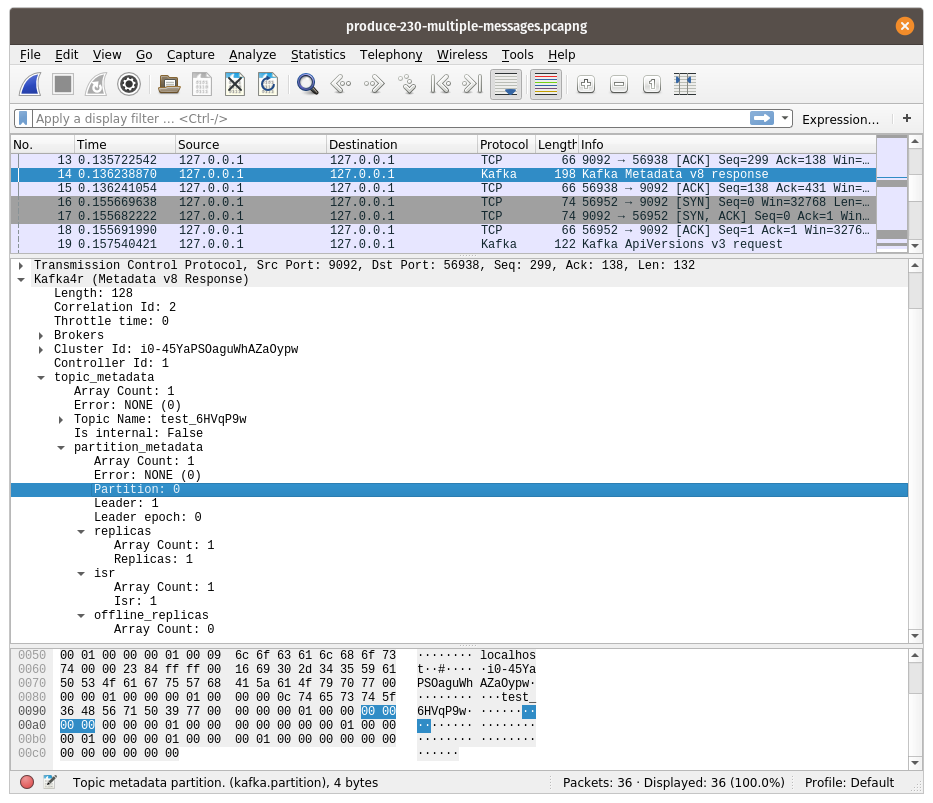 produce-230-multiple-messages.pcapng
File Edit View Go Capture Analyze Statistics Telephony Wireless Tools Help
Apply a display filter ... <Ctrl-/> Expression... +
No. Time Source Destination Protocol Length Info
13 0.135722542 127.0.0.1 127.0.0.1 TCP 66 9092 → 56938 [ACK] Seq=299 Ack=138 Win=…
14 0.136238870 127.0.0.1 127.0.0.1 Kafka 198 Kafka Metadata v8 response
15 0.136241054 127.0.0.1 127.0.0.1 TCP 66 56938 → 9092 [ACK] Seq=138 Ack=431 Win=…
16 0.155669638 127.0.0.1 127.0.0.1 TCP 74 56952 → 9092 [SYN] Seq=0 Win=32768 Len=…
17 0.155682222 127.0.0.1 127.0.0.1 TCP 74 9092 → 56952 [SYN, ACK] Seq=0 Ack=1 Win…
18 0.155691990 127.0.0.1 127.0.0.1 TCP 66 56952 → 9092 [ACK] Seq=1 Ack=1 Win=3276…
19 0.157540421 127.0.0.1 127.0.0.1 Kafka 122 Kafka ApiVersions v3 request
Transmission Control Protocol, Src Port: 9092, Dst Port: 56938, Seq: 299, Ack: 138, Len: 132
Kafka4r (Metadata v8 Response)
Length: 128
Correlation Id: 2
Throttle time: 0
Brokers
Cluster Id: i0-45YaPSOaguWhAZaOypw
Controller Id: 1
topic_metadata
Array Count: 1
Error: NONE (0)
Topic Name: test_6HVqP9w
Is internal: False
partition_metadata
Array Count: 1
Error: NONE (0)
Partition: 0
Leader: 1
Leader epoch: 0
replicas
Array Count: 1
Replicas: 1
isr
Array Count: 1
Isr: 1
offline_replicas
Array Count: 0
0050 00 01 00 00 00 01 00 09 6c 6f 63 61 6c 68 6f 73 ········ localhos
0060 74 00 00 23 84 ff ff 00 16 69 30 2d 34 35 59 61 t··#···· ·i0-45Ya
0070 50 53 4f 61 67 75 57 68 41 5a 61 4f 79 70 77 00 PSOaguWh AZaOypw·
0080 00 00 01 00 00 00 01 00 00 00 0c 74 65 73 74 5f ········ ···test_
0090 36 48 56 71 50 39 77 00 00 00 00 01 00 00 00 00 6HVqP9w· ········
00a0 00 00 00 00 00 01 00 00 00 00 00 00 00 01 00 00 ········ ········
00b0 00 01 00 00 00 01 00 00 00 01 00 00 00 00 00 00 ········ ········
00c0 00 00 00 00 00 00 ······
Topic metadata partition. (kafka.partition), 4 bytes Packets: 36 · Displayed: 36 (100.0%) Profile: Default